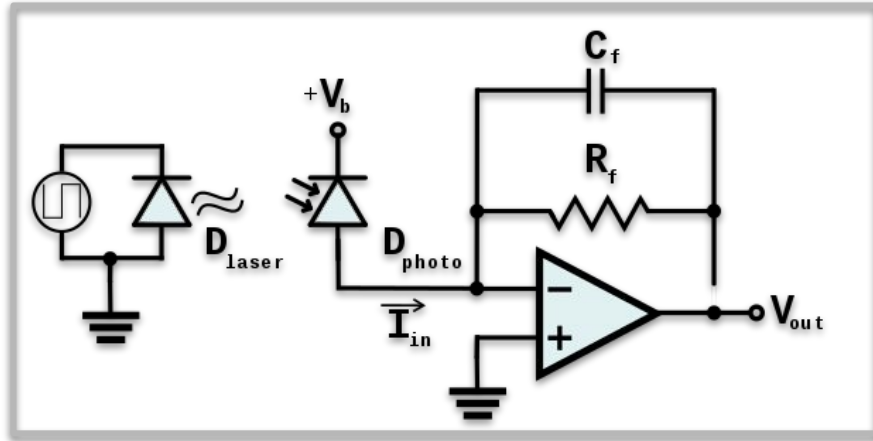 C_f
+V_b
R_f
D_laser
D_photo
−
I_in
+
V_out